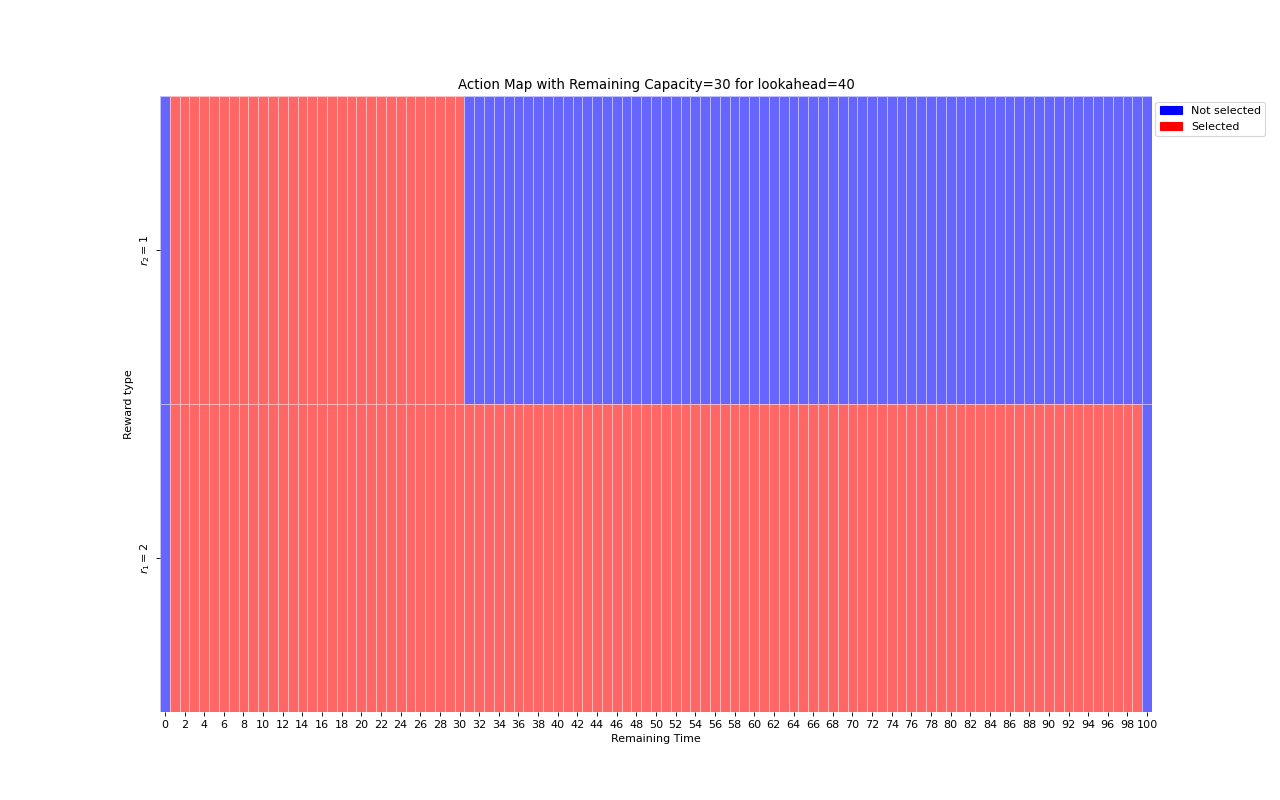 Action Map with Remaining Capacity=30 for lookahead=40
Not selected
Selected
r₂ = 1
Reward type
r₁ = 2
0 2 4 6 8 10 12 14 16 18 20 22 24 26 28 30 32 34 36 38 40 42 44 46 48 50 52 54 56 58 60 62 64 66 68 70 72 74 76 78 80 82 84 86 88 90 92 94 96 98 100
Remaining Time